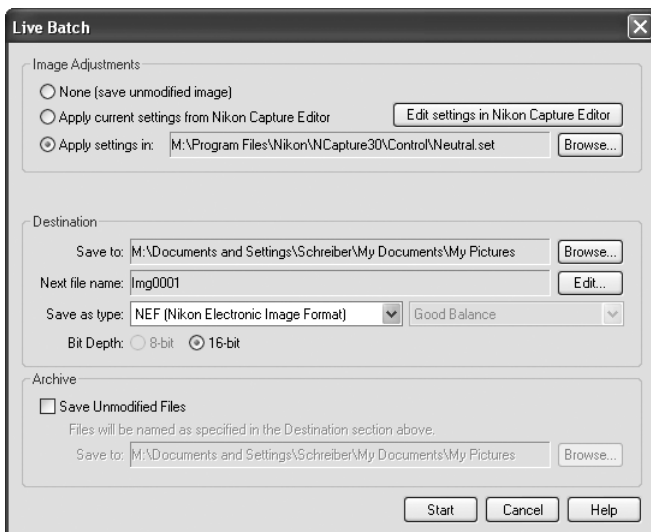 Live Batch
Image Adjustments
None (save unmodified image)
Apply current settings from Nikon Capture Editor Edit settings in Nikon Capture Editor
Apply settings in: M:\Program Files\Nikon\NCapture30\Control\Neutral.set Browse...
Destination
Save to: M:\Documents and Settings\Schreiber\My Documents\My Pictures Browse...
Next file name: Img0001 Edit...
Save as type: NEF (Nikon Electronic Image Format) Good Balance
Bit Depth: 8-bit 16-bit
Archive
Save Unmodified Files
Files will be named as specified in the Destination section above.
Save to: M:\Documents and Settings\Schreiber\My Documents\My Pictures Browse...
Start Cancel Help